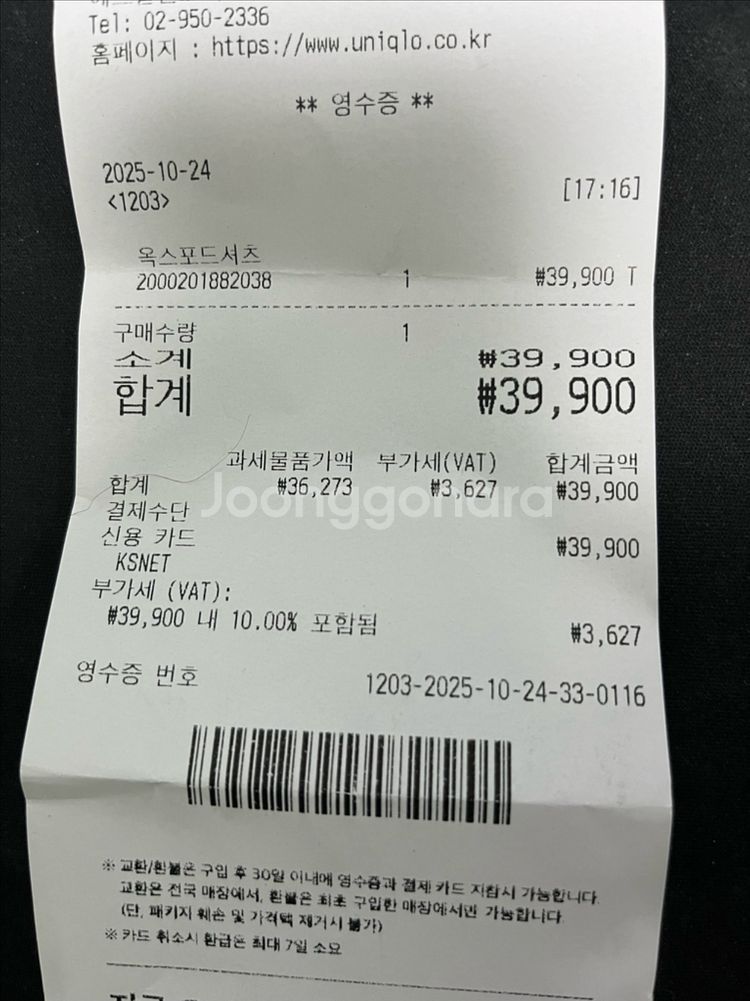 Tel: 02-950-2336
홈페이지 : https://www.uniqlo.co.kr
** 영수증 **
2025-10-24
<1203> [17:16]
옥스포드셔츠
2000201882038 1 ₩39,900 T
구매수량 1
소계 ₩39,900
합계 ₩39,900
과세물품가액 부가세(VAT) 합계금액
합계 ₩36,273 ₩3,627 ₩39,900
Joonggonara
결제수단
신용 카드 ₩39,900
KSNET
부가세 (VAT):
₩39,900 내 10.00% 포함됨 ₩3,627
영수증 번호 1203-2025-10-24-33-0116
※ 교환/환불은 구입 후 30일 이내에 영수증과 결제 카드 지참시 가능합니다.
교환은 전국 매장에서, 환불은 최초 구입한 매장에서만 가능합니다.
(단, 패키지 훼손 및 가격택 제거시 불가)
※ 카드 취소시 환급은 최대 7일 소요